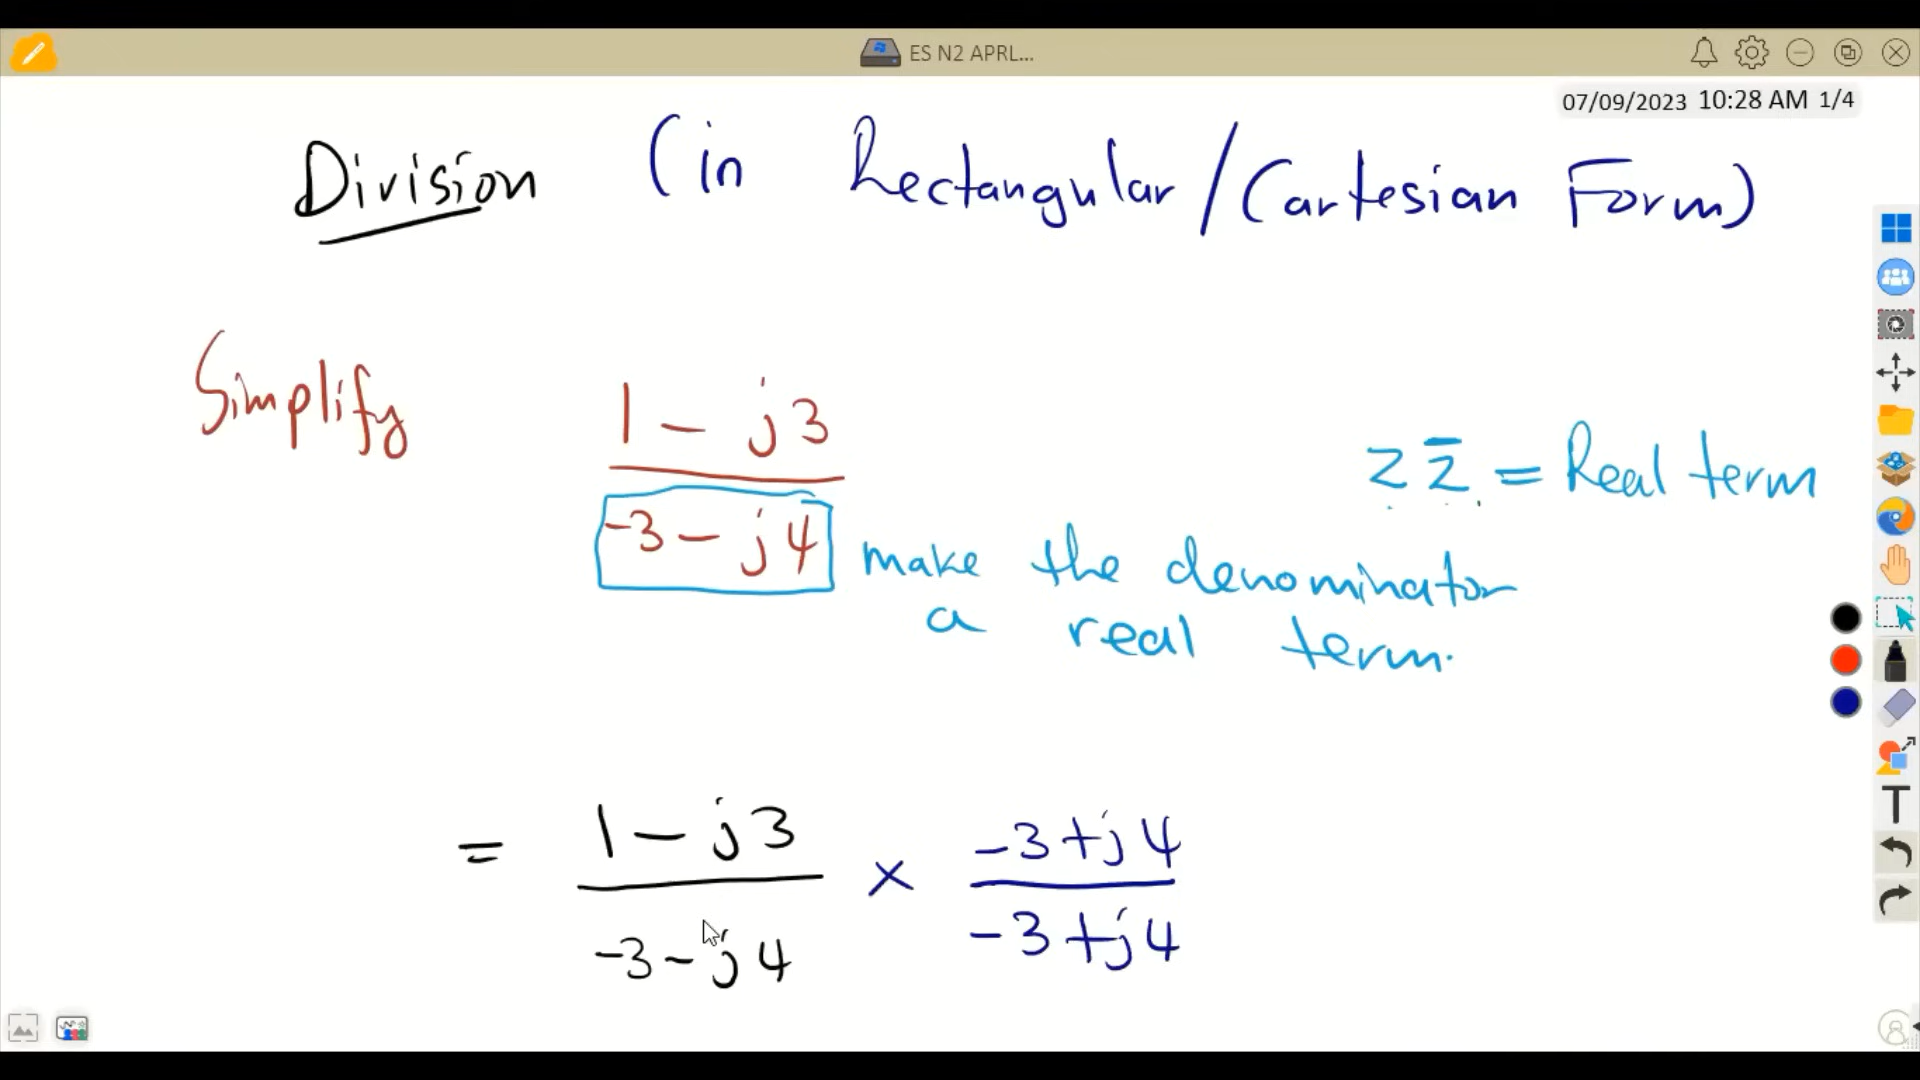 ES N2 APRL...
07/09/2023 10:28 AM 1/4
Division (in Rectangular/Cartesian Form)
Simplify
1 - j3
-3 - j4
z z̄ = Real term
make the denominator
a real term.
= 1 - j3 × -3 + j4
-3 - j4 -3 + j4
T